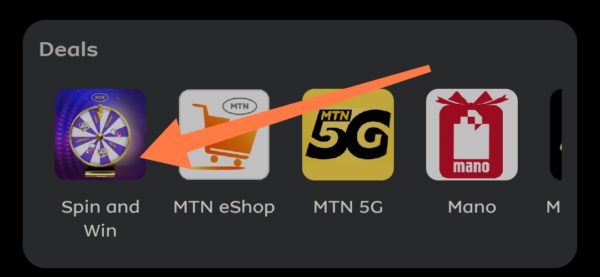 Deals
MTN
MTN
MTN
5G
mano
Spin and
Win
MTN eShop
MTN 5G
Mano
M